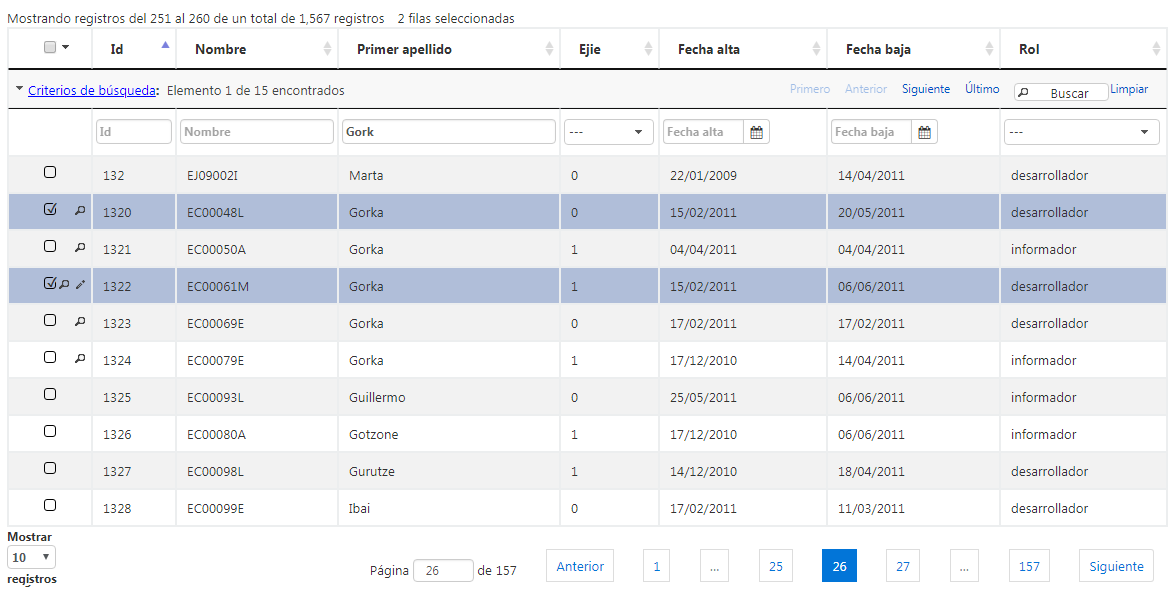 Mostrando registros del 251 al 260 de un total de 1,567 registros 2 filas seleccionadas
Id Nombre Primer apellido Ejie Fecha alta Fecha baja Rol
Criterios de búsqueda: Elemento 1 de 15 encontrados Primero Anterior Siguiente Último Buscar Limpiar
Id Nombre Gork --- Fecha alta Fecha baja ---
132 EJ09002I Marta 0 22/01/2009 14/04/2011 desarrollador
1320 EC00048L Gorka 0 15/02/2011 20/05/2011 desarrollador
1321 EC00050A Gorka 1 04/04/2011 04/04/2011 informador
1322 EC00061M Gorka 1 15/02/2011 06/06/2011 desarrollador
1323 EC00069E Gorka 0 17/02/2011 17/02/2011 desarrollador
1324 EC00079E Gorka 1 17/12/2010 14/04/2011 informador
1325 EC00093L Guillermo 0 25/05/2011 06/06/2011 informador
1326 EC00080A Gotzone 1 17/12/2010 06/06/2011 informador
1327 EC00098L Gurutze 1 14/12/2010 18/04/2011 desarrollador
1328 EC00099E Ibai 0 17/02/2011 11/03/2011 desarrollador
Mostrar
10
registros
Página 26 de 157 Anterior 1 ... 25 26 27 ... 157 Siguiente